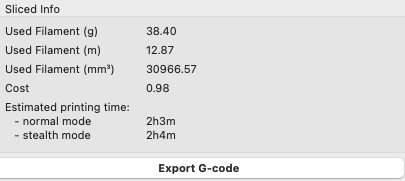 Sliced Info
Used Filament (g) 38.40
Used Filament (m) 12.87
Used Filament (mm³) 30966.57
Cost 0.98
Estimated printing time:
- normal mode 2h3m
- stealth mode 2h4m
Export G-code